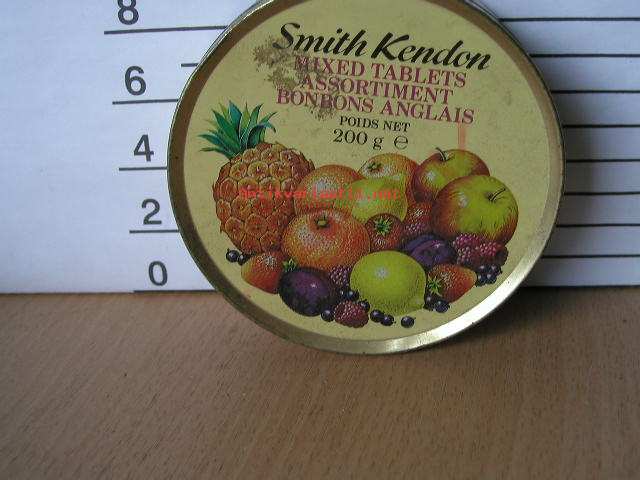 8
6
4
2
0
Smith Kendon
MIXED TABLETS
ASSORTIMENT
BONBONS ANGLAIS
POIDS NET
200 g e